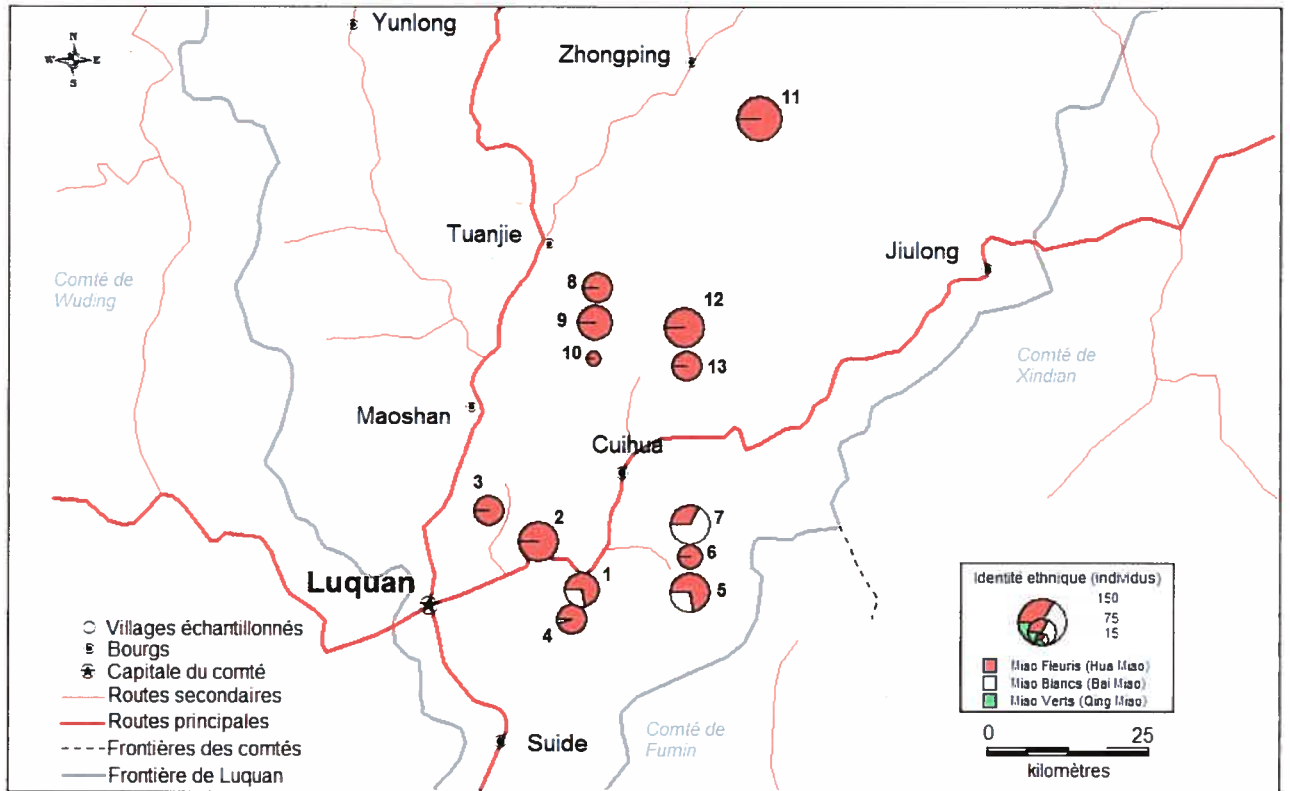 Yunlong
N
W E
S
Zhongping
11
Tuanjie
Jiulong
Comté de
Wuding
8
9
10
12
13
Comté de
Xindian
Maoshan
Cuihua
3
2
7
6
5
1
4
Luquan
Suide
Comté de
Fumin
Villages échantillonnés
Bourgs
Capitale du comté
Routes secondaires
Routes principales
Frontières des comtés
Frontière de Luquan
Identité ethnique (individus)
150
75
15
Miao Fleuris (Hua Miao)
Miao Blancs (Bai Miao)
Miao Verts (Qing Miao)
0 25
kilomètres